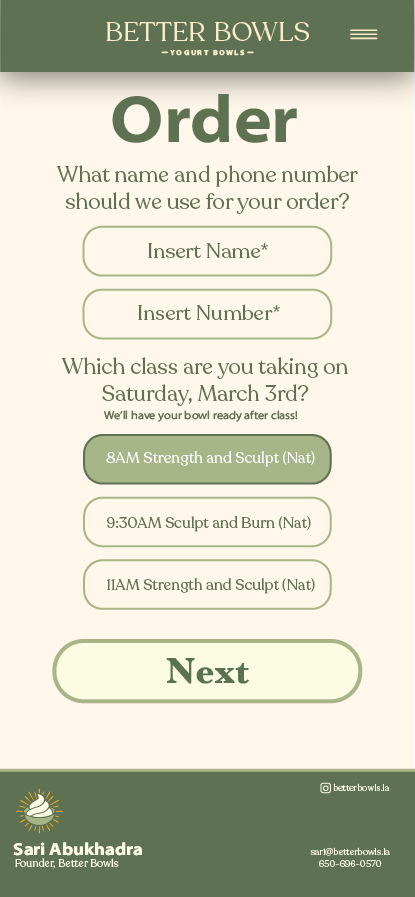 BETTER BOWLS
YOGURT BOWLS
Order
What name and phone number
should we use for your order?
Insert Name*
Insert Number*
Which class are you taking on
Saturday, March 3rd?
We'll have your bowl ready after class!
8AM Strength and Sculpt (Nat)
9:30AM Sculpt and Burn (Nat)
11AM Strength and Sculpt (Nat)
Next
betterbowls.la
Sari Abukhadra
Founder, Better Bowls
sari@betterbowls.la
650-696-0570